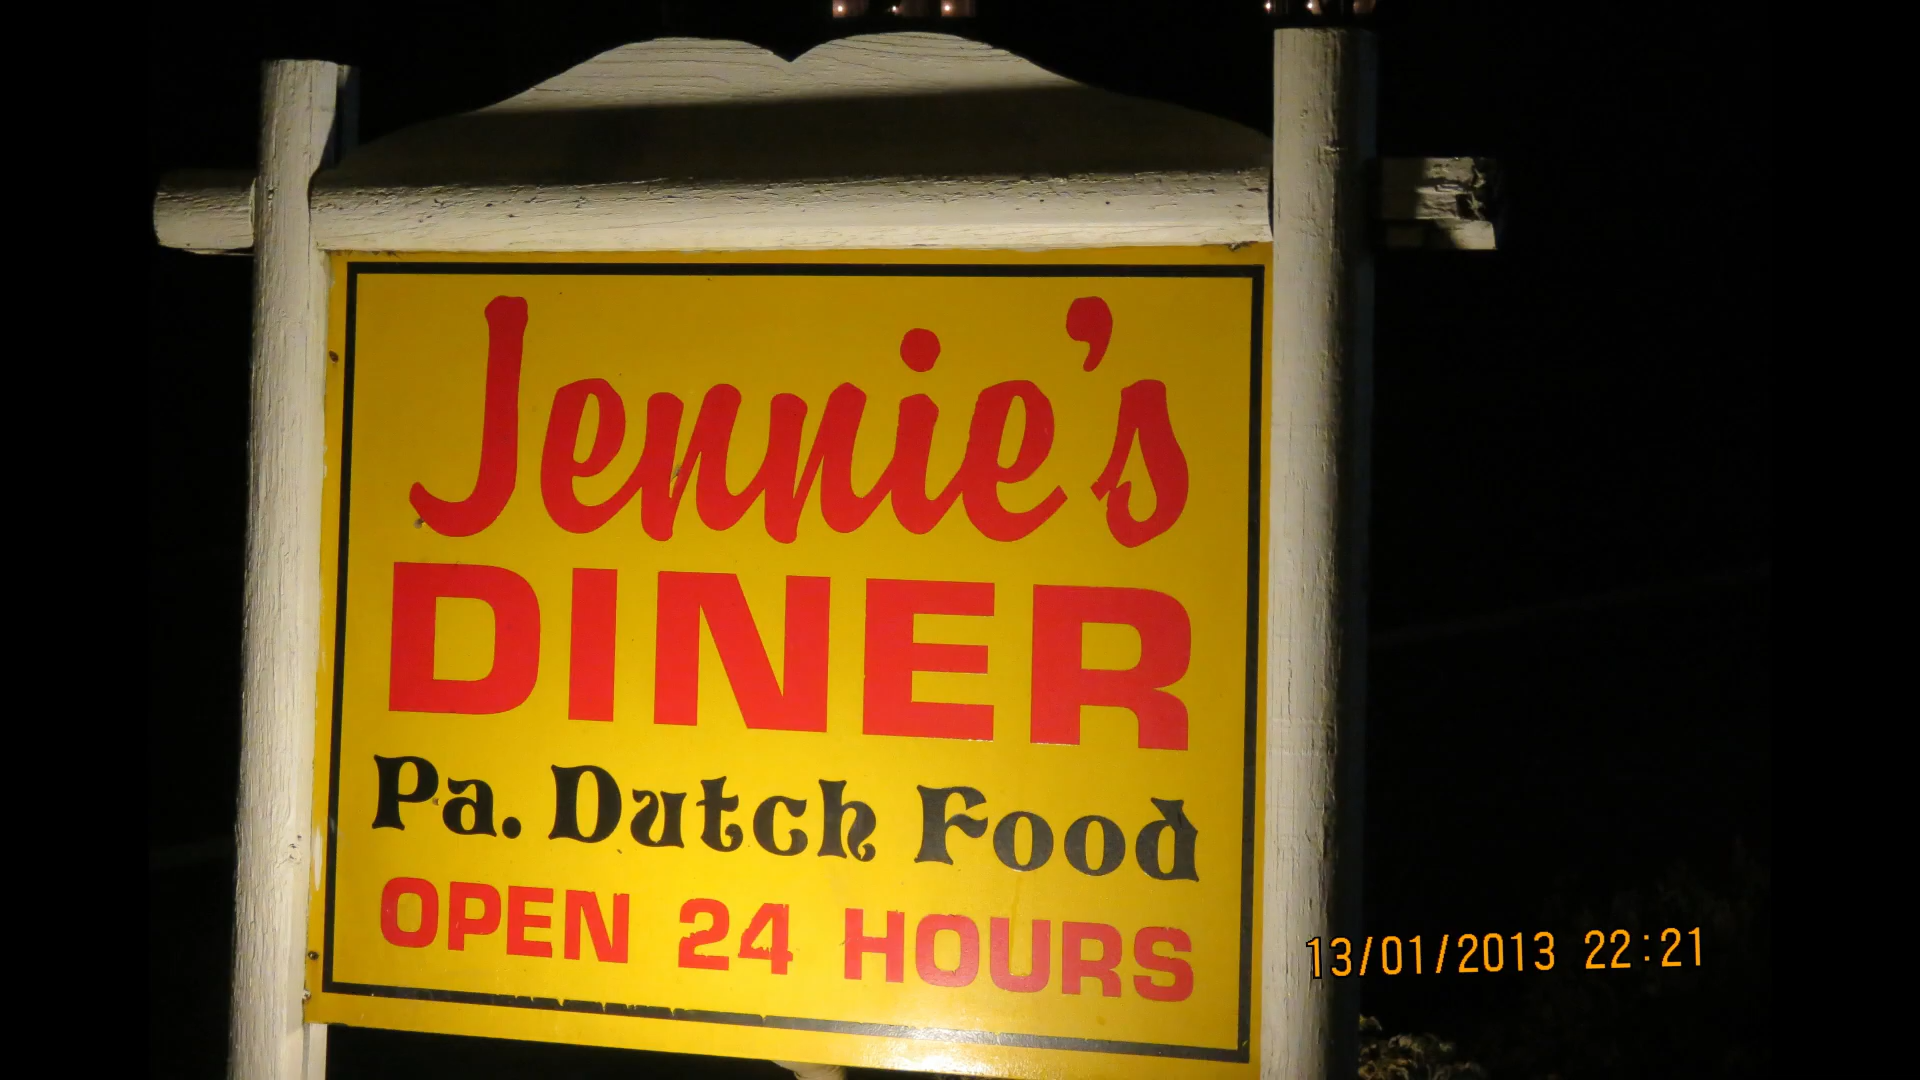 Jennie's
DINER
Pa. Dutch Food
OPEN 24 HOURS
13/01/2013 22:21